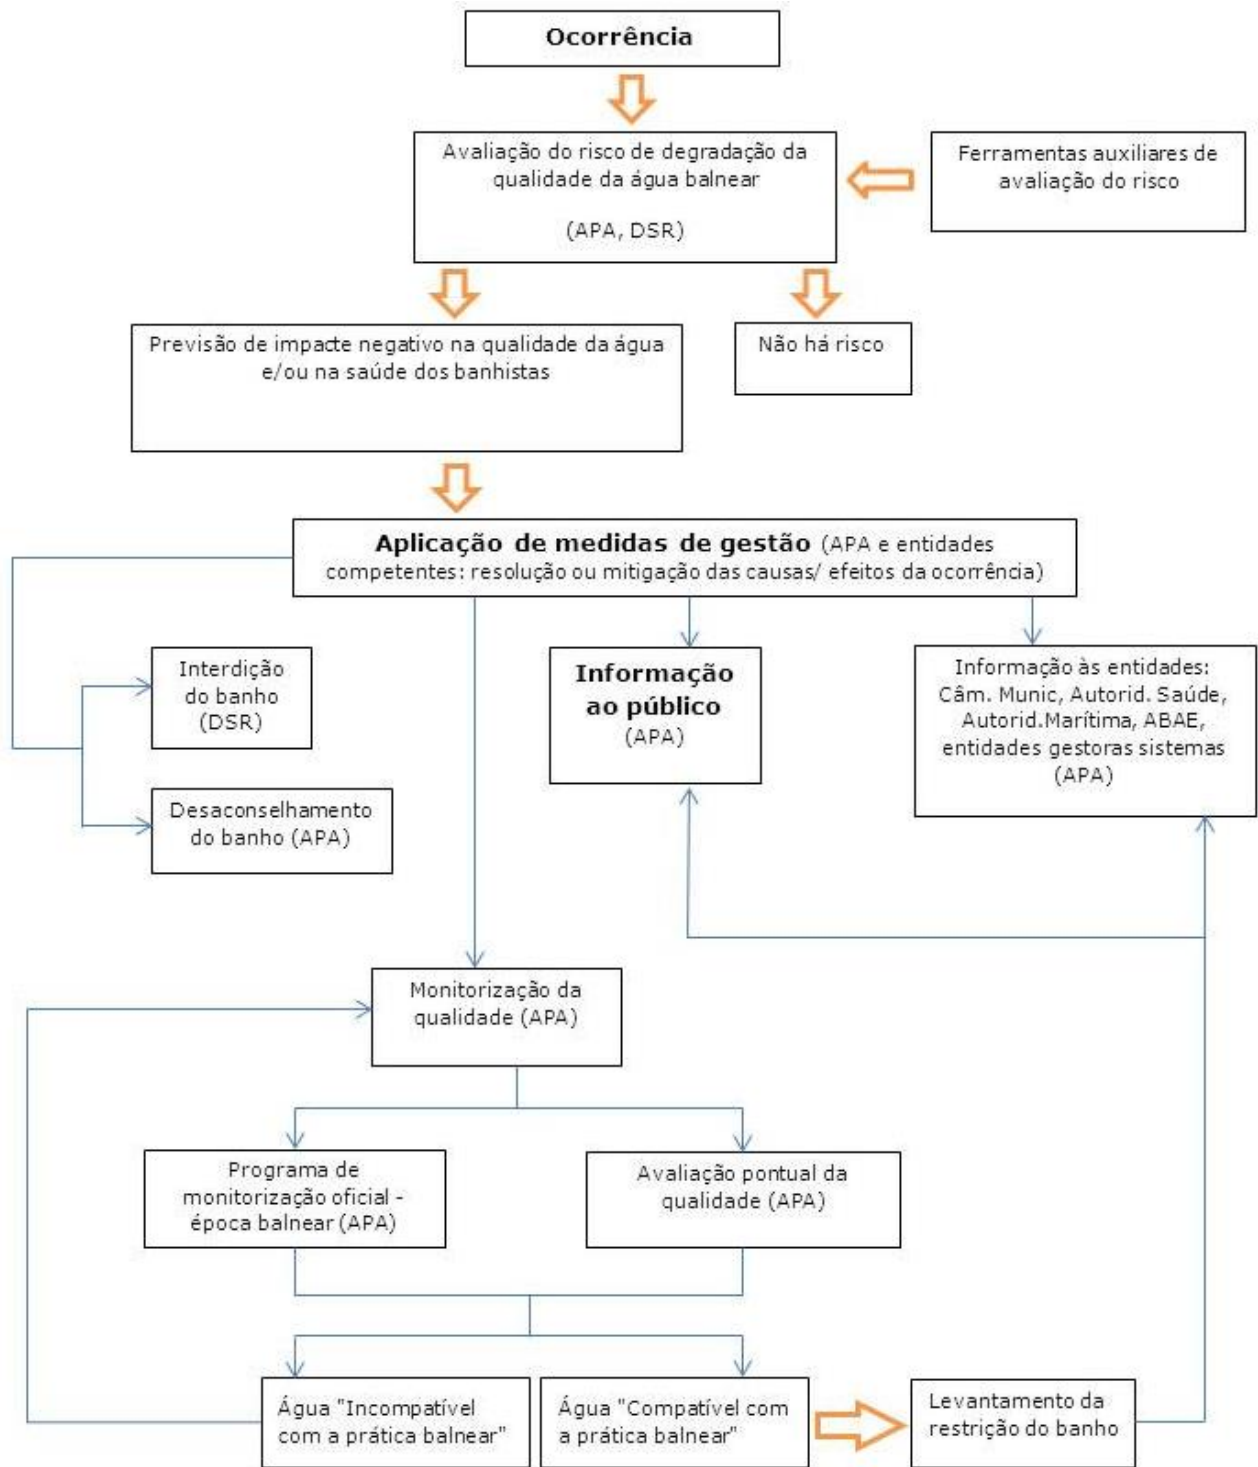 Ocorrência
Avaliação do risco de degradação da
qualidade da água balnear
(APA, DSR)
Ferramentas auxiliares de
avaliação do risco
Previsão de impacte negativo na qualidade da água
e/ou na saúde dos banhistas
Não há risco
Aplicação de medidas de gestão (APA e entidades
competentes: resolução ou mitigação das causas/ efeitos da ocorrência)
Interdição
do banho
(DSR)
Informação
ao público
(APA)
Informação às entidades:
Câm. Munic, Autorid. Saúde,
Autorid.Marítima, ABAE,
entidades gestoras sistemas
(APA)
Desaconselhamento
do banho (APA)
Monitorização da
qualidade (APA)
Programa de
monitorização oficial -
época balnear (APA)
Avaliação pontual da
qualidade (APA)
Água "Incompatível
com a prática balnear"
Água "Compatível com
a prática balnear"
Levantamento da
restrição do banho